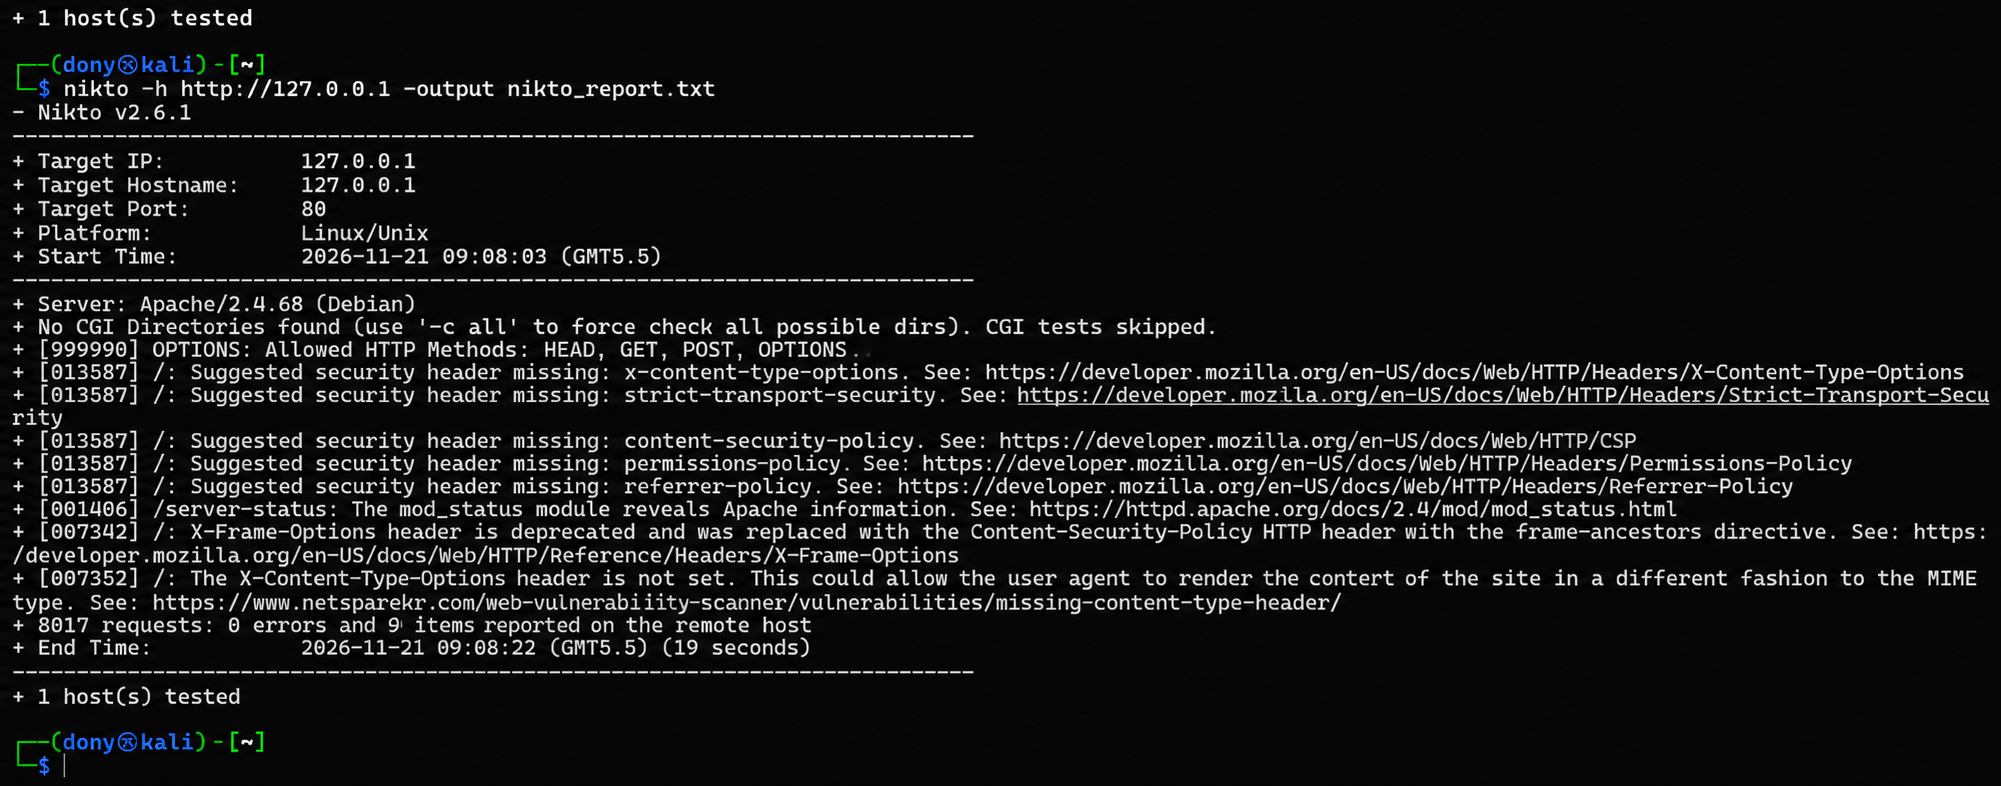 + 1 host(s) tested
┌──(dony㉿kali)-[~]
└─$ nikto -h http://127.0.0.1 -output nikto_report.txt
- Nikto v2.6.1
---------------------------------------------------------------------------
+ Target IP:          127.0.0.1
+ Target Hostname:    127.0.0.1
+ Target Port:        80
+ Platform:           Linux/Unix
+ Start Time:         2026-11-21 09:08:03 (GMT5.5)
---------------------------------------------------------------------------
+ Server: Apache/2.4.68 (Debian)
+ No CGI Directories found (use '-c all' to force check all possible dirs). CGI tests skipped.
+ [999990] OPTIONS: Allowed HTTP Methods: HEAD, GET, POST, OPTIONS .
+ [013587] /: Suggested security header missing: x-content-type-options. See: https://developer.mozilla.org/en-US/docs/Web/HTTP/Headers/X-Content-Type-Options
+ [013587] /: Suggested security header missing: strict-transport-security. See: https://developer.mozilla.org/en-US/docs/Web/HTTP/Headers/Strict-Transport-Secu
rity
+ [013587] /: Suggested security header missing: content-security-policy. See: https://developer.mozilla.org/en-US/docs/Web/HTTP/CSP
+ [013587] /: Suggested security header missing: permissions-policy. See: https://developer.mozilla.org/en-US/docs/Web/HTTP/Headers/Permissions-Policy
+ [013587] /: Suggested security header missing: referrer-policy. See: https://developer.mozilla.org/en-US/docs/Web/HTTP/Headers/Referrer-Policy
+ [001406] /server-status: The mod_status module reveals Apache information. See: https://httpd.apache.org/docs/2.4/mod/mod_status.html
+ [007342] /: X-Frame-Options header is deprecated and was replaced with the Content-Security-Policy HTTP header with the frame-ancestors directive. See: https:
/developer.mozilla.org/en-US/docs/Web/HTTP/Reference/Headers/X-Frame-Options
+ [007352] /: The X-Content-Type-Options header is not set. This could allow the user agent to render the contert of the site in a different fashion to the MIME
type. See: https://www.netsparekr.com/web-vulnerabiiity-scanner/vulnerabilities/missing-content-type-header/
+ 8017 requests: 0 errors and 9 items reported on the remote host
+ End Time:           2026-11-21 09:08:22 (GMT5.5) (19 seconds)
---------------------------------------------------------------------------
+ 1 host(s) tested
┌──(dony㉿kali)-[~]
└─$